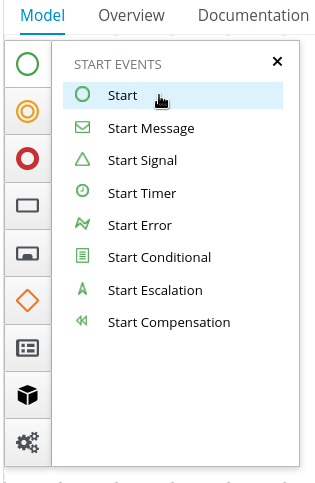 Model Overview Documentation
START EVENTS
Start
Start Message
Start Signal
Start Timer
Start Error
Start Conditional
Start Escalation
Start Compensation